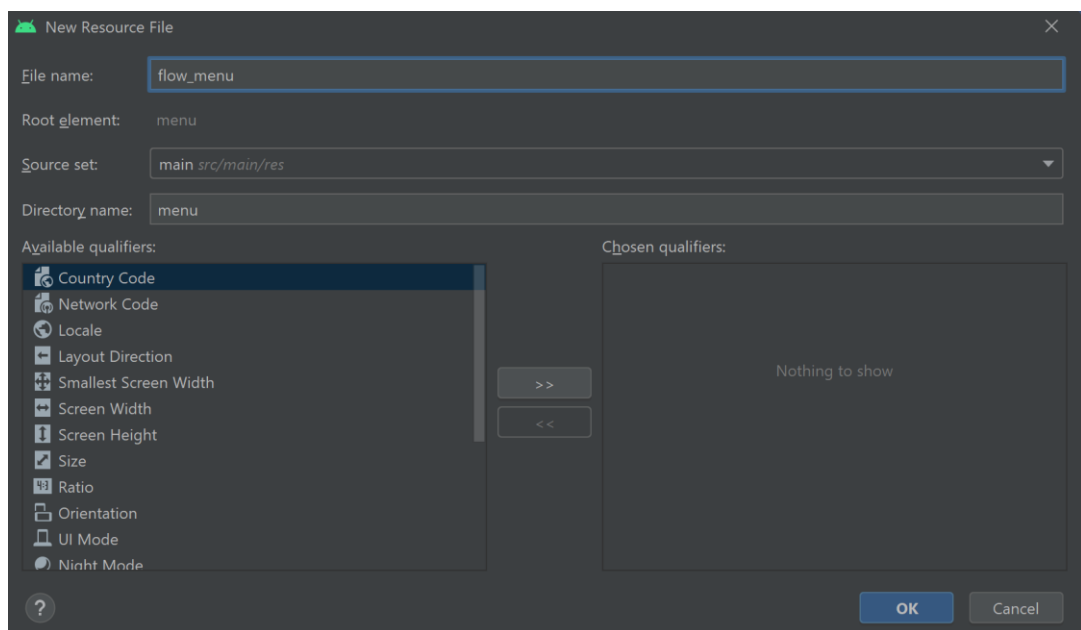 New Resource File
File name: flow_menu
Root element: menu
Source set: main src/main/res
Directory name: menu
Available qualifiers:
Country Code
Network Code
Locale
Layout Direction
Smallest Screen Width
Screen Width
Screen Height
Size
Ratio
Orientation
UI Mode
Night Mode
>>
<<
Chosen qualifiers:
Nothing to show
?
OK
Cancel